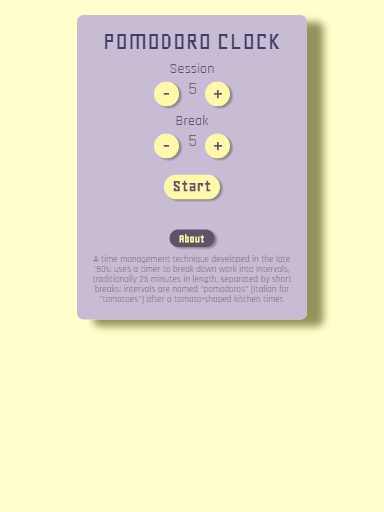 POMODORO CLOCK
Session
- 5 +
Break
- 5 +
Start
About
A time management technique developed in the late
'80s; uses a timer to break down work into intervals,
traditionally 25 minutes in length, separated by short
breaks; intervals are named "pomodoros" (Italian for
"tomatoes") after a tomato-shaped kitchen timer.